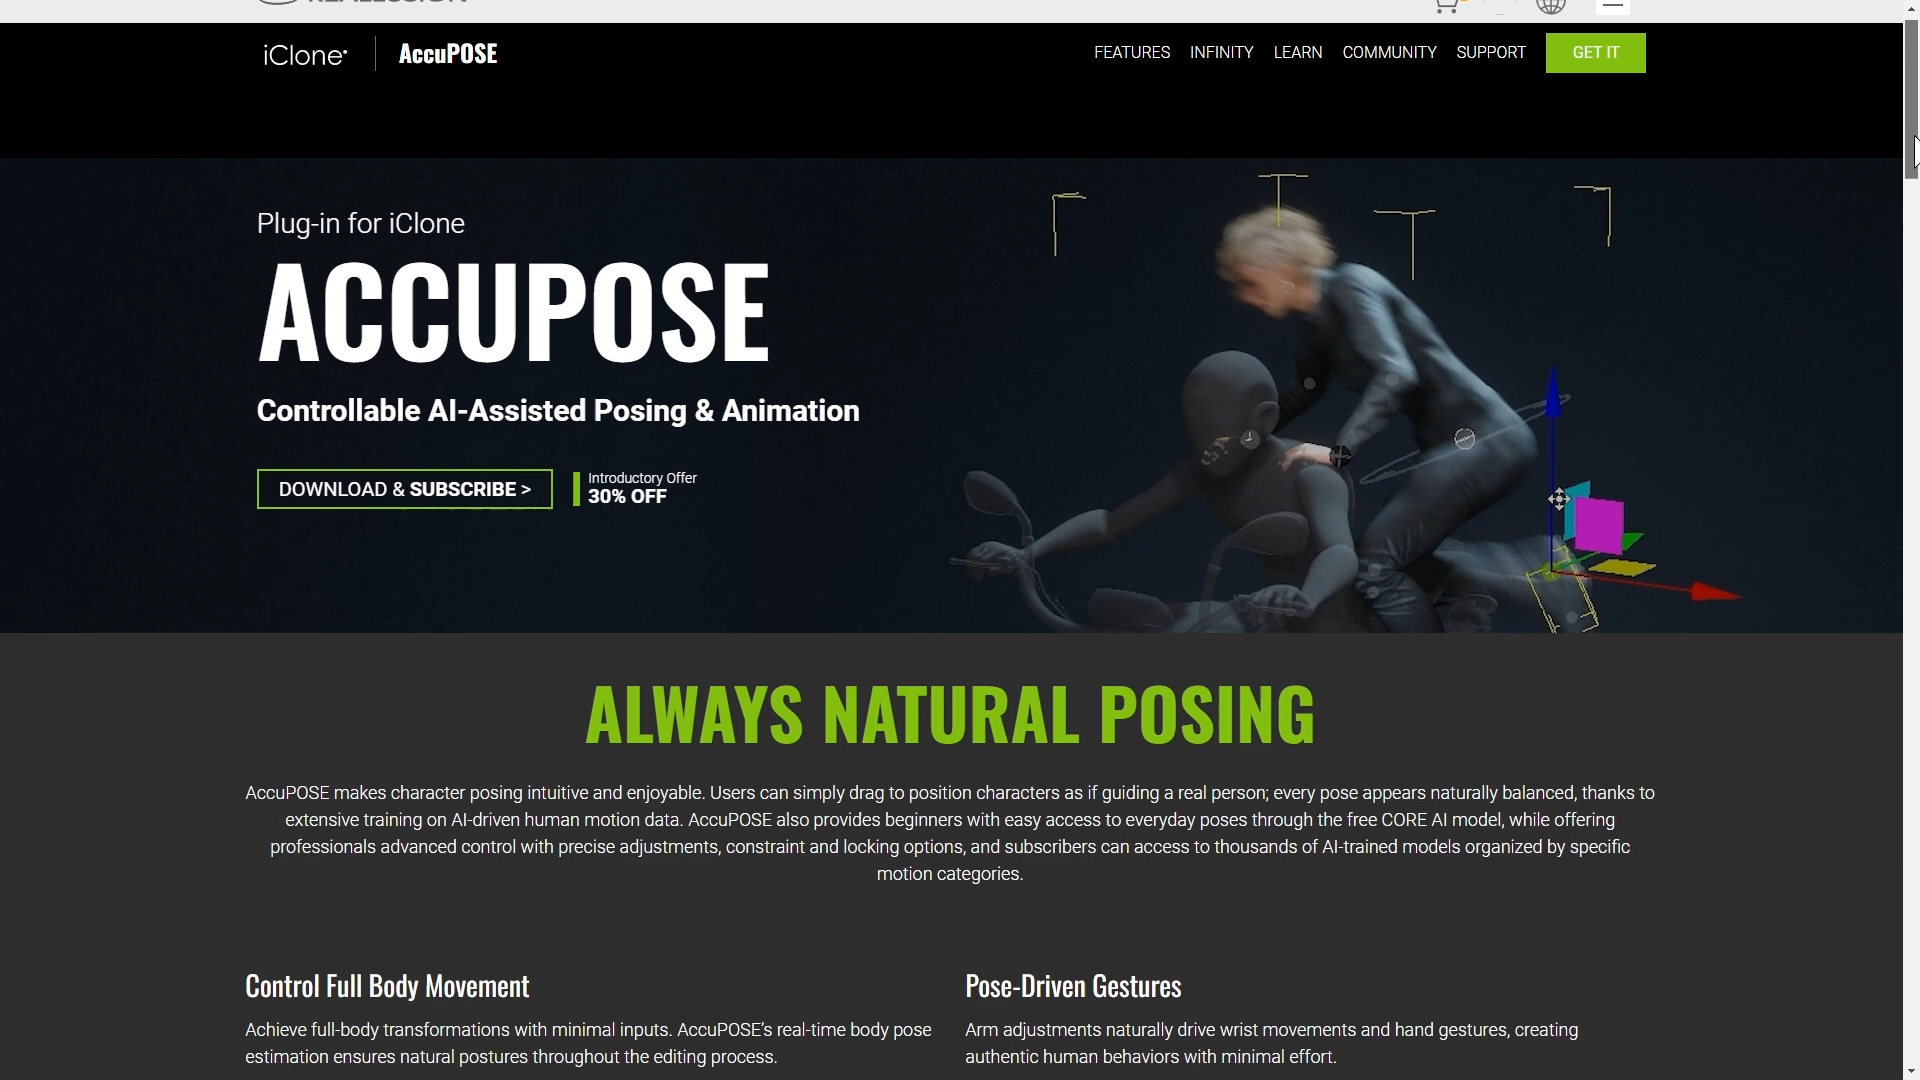 iClone
AccuPOSE
FEATURES INFINITY LEARN COMMUNITY SUPPORT GET IT
Plug-in for iClone
ACCUPOSE
Controllable AI-Assisted Posing & Animation
DOWNLOAD & SUBSCRIBE >
Introductory Offer
30% OFF
ALWAYS NATURAL POSING
AccuPOSE makes character posing intuitive and enjoyable. Users can simply drag to position characters as if guiding a real person; every pose appears naturally balanced, thanks to
extensive training on AI-driven human motion data. AccuPOSE also provides beginners with easy access to everyday poses through the free CORE AI model, while offering
professionals advanced control with precise adjustments, constraint and locking options, and subscribers can access to thousands of AI-trained models organized by specific
motion categories.
Control Full Body Movement
Achieve full-body transformations with minimal inputs. AccuPOSE's real-time body pose
estimation ensures natural postures throughout the editing process.
Pose-Driven Gestures
Arm adjustments naturally drive wrist movements and hand gestures, creating
authentic human behaviors with minimal effort.